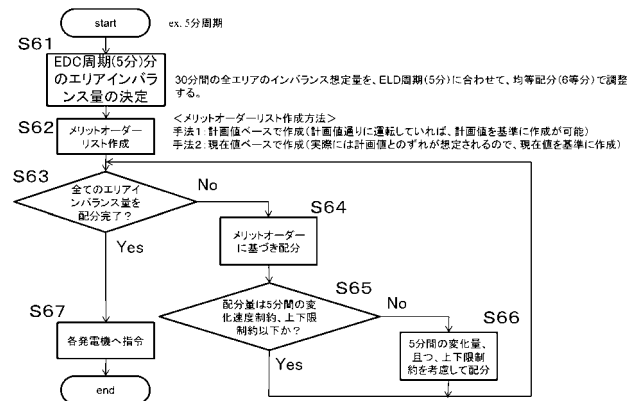 start
ex. 5分周期
S61
EDC周期(5分)分
のエリアインバラ
ンス量の決定
30分間の全エリアのインバランス想定量を、ELD周期(5分)に合わせて、均等配分(6等分)で調整
する。
S62
メリットオーダー
リスト作成
＜メリットオーダーリスト作成方法＞
手法1：計画値ベースで作成(計画値通りに運転していれば、計画値を基準に作成が可能)
手法2：現在値ベースで作成(実際には計画値とのずれが想定されるので、現在値を基準に作成)
S63
全てのエリアイ
ンバランス量を
配分完了？
No
Yes
S64
メリットオーダー
に基づき配分
S65
配分量は5分間の変
化速度制約、上下限
制約以下か？
No
Yes
S66
5分間の変化量、
且つ、上下限制
約を考慮して配分
S67
各発電機へ指令
end